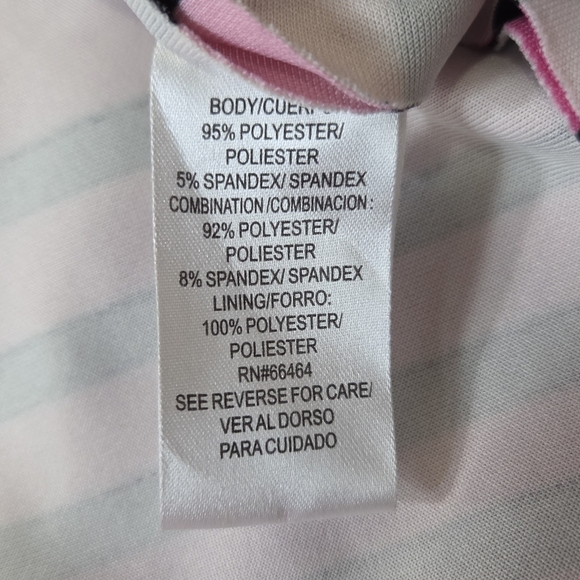 BODY/CUERPO:
95% POLYESTER/
POLIESTER
5% SPANDEX/ SPANDEX
COMBINATION/COMBINACION:
92% POLYESTER/
POLIESTER
8% SPANDEX/ SPANDEX
LINING/FORRO:
100% POLYESTER/
POLIESTER
RN#66464
SEE REVERSE FOR CARE/
VER AL DORSO
PARA CUIDADO